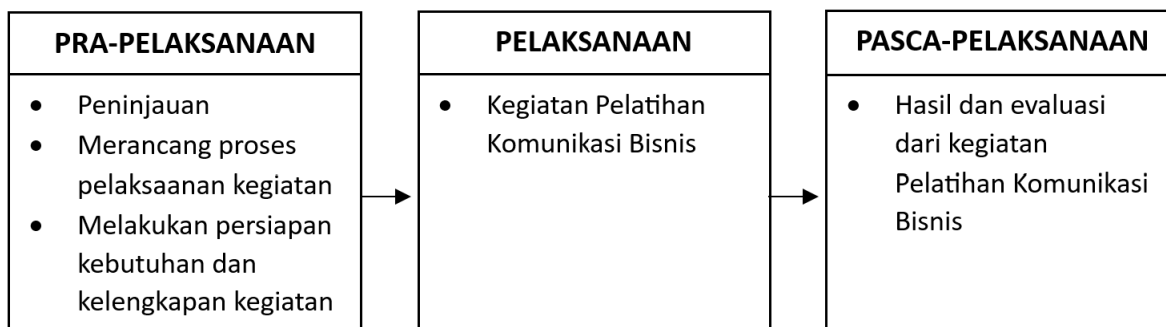 PRA-PELAKSANAAN
• Peninjauan
• Merancang proses
pelaksaanan kegiatan
• Melakukan persiapan
kebutuhan dan
kelengkapan kegiatan
PELAKSANAAN
• Kegiatan Pelatihan
Komunikasi Bisnis
PASCA-PELAKSANAAN
• Hasil dan evaluasi
dari kegiatan
Pelatihan Komunikasi
Bisnis